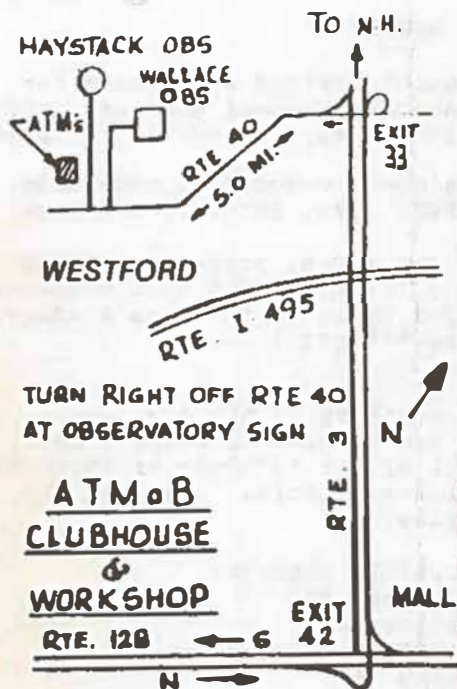 TO N.H.
HAYSTACK OBS
WALLACE
OBS
ATM's
RTE 40
5.0 MI.
EXIT
33
WESTFORD
RTE. I 495
TURN RIGHT OFF RTE 40
AT OBSERVATORY SIGN
N
RTE. 3
ATMoB
CLUBHOUSE
&
WORKSHOP
EXIT
42
MALL
RTE. 128
S
N